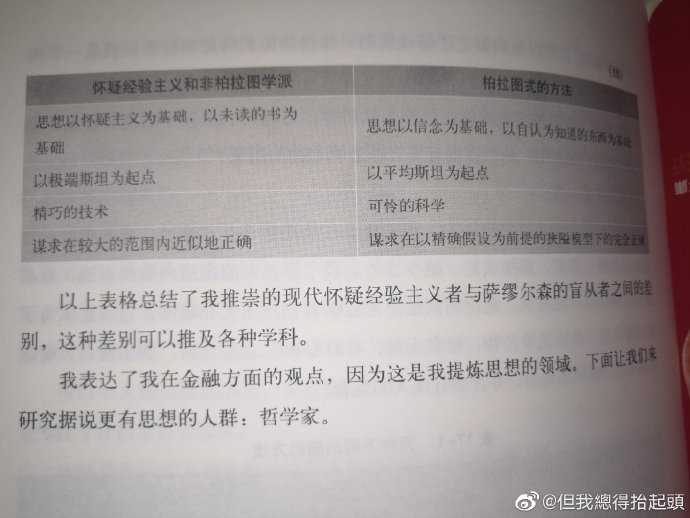 （续）
怀疑经验主义和非柏拉图学派
柏拉图式的方法
思想以怀疑主义为基础，以未读的书为
基础
思想以信念为基础，以自认为知道的东西为基础
以极端斯坦为起点
以平均斯坦为起点
精巧的技术
可怜的科学
谋求在较大的范围内近似地正确
谋求在以精确假设为前提的狭隘模型下的完全正确
以上表格总结了我推崇的现代怀疑经验主义者与萨缪尔森的盲从者之间的差
别，这种差别可以推及各种学科。
我表达了我在金融方面的观点，因为这是我提炼思想的领域。下面让我们来
研究据说更有思想的人群：哲学家。
@但我總得抬起頭